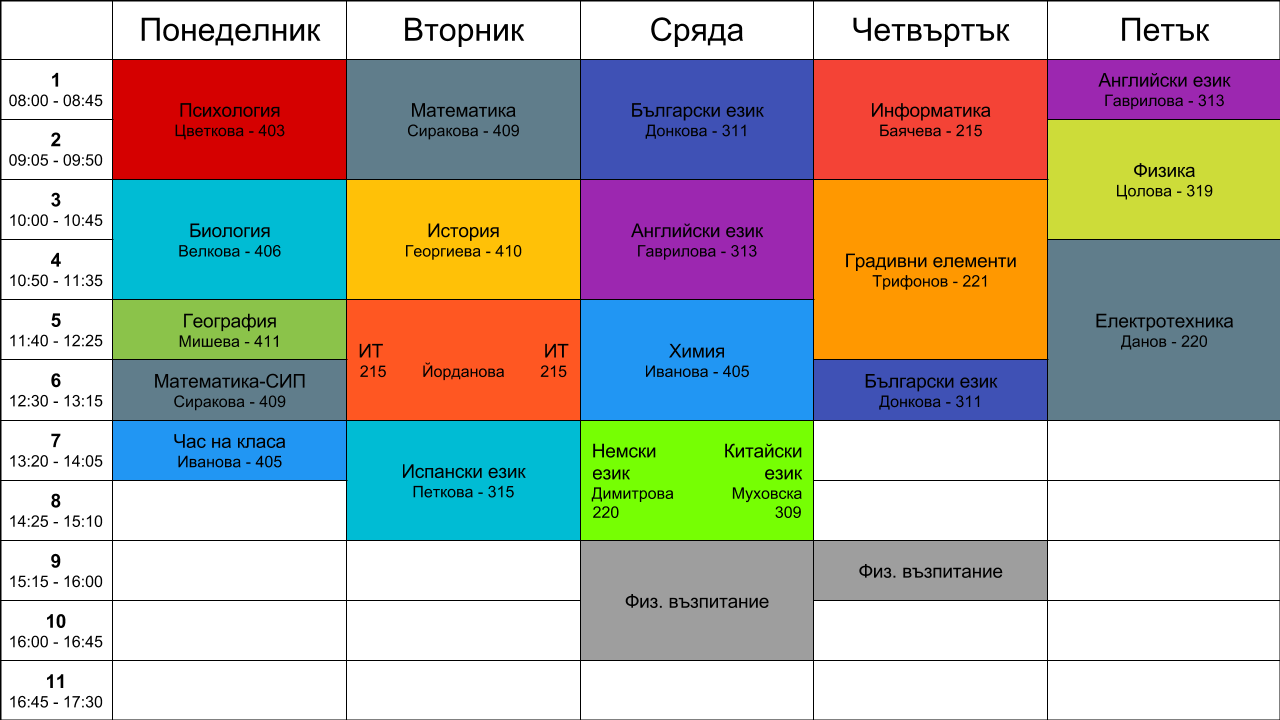 Понеделник Вторник Сряда Четвъртък Петък
1
08:00 - 08:45
Психология
Цветкова - 403
Математика
Сиракова - 409
Български език
Донкова - 311
Информатика
Баячева - 215
Английски език
Гаврилова - 313
2
09:05 - 09:50
Физика
Цолова - 319
3
10:00 - 10:45
Биология
Велкова - 406
История
Георгиева - 410
Английски език
Гаврилова - 313
Градивни елементи
Трифонов - 221
4
10:50 - 11:35
Електротехника
Данов - 220
5
11:40 - 12:25
География
Мишева - 411
ИТ ИТ
215 Йорданова 215
Химия
Иванова - 405
6
12:30 - 13:15
Математика-СИП
Сиракова - 409
Български език
Донкова - 311
7
13:20 - 14:05
Час на класа
Иванова - 405
Испански език
Петкова - 315
Немски Китайски
език език
Димитрова Муховска
220 309
8
14:25 - 15:10
9
15:15 - 16:00
Физ. възпитание
Физ. възпитание
10
16:00 - 16:45
11
16:45 - 17:30